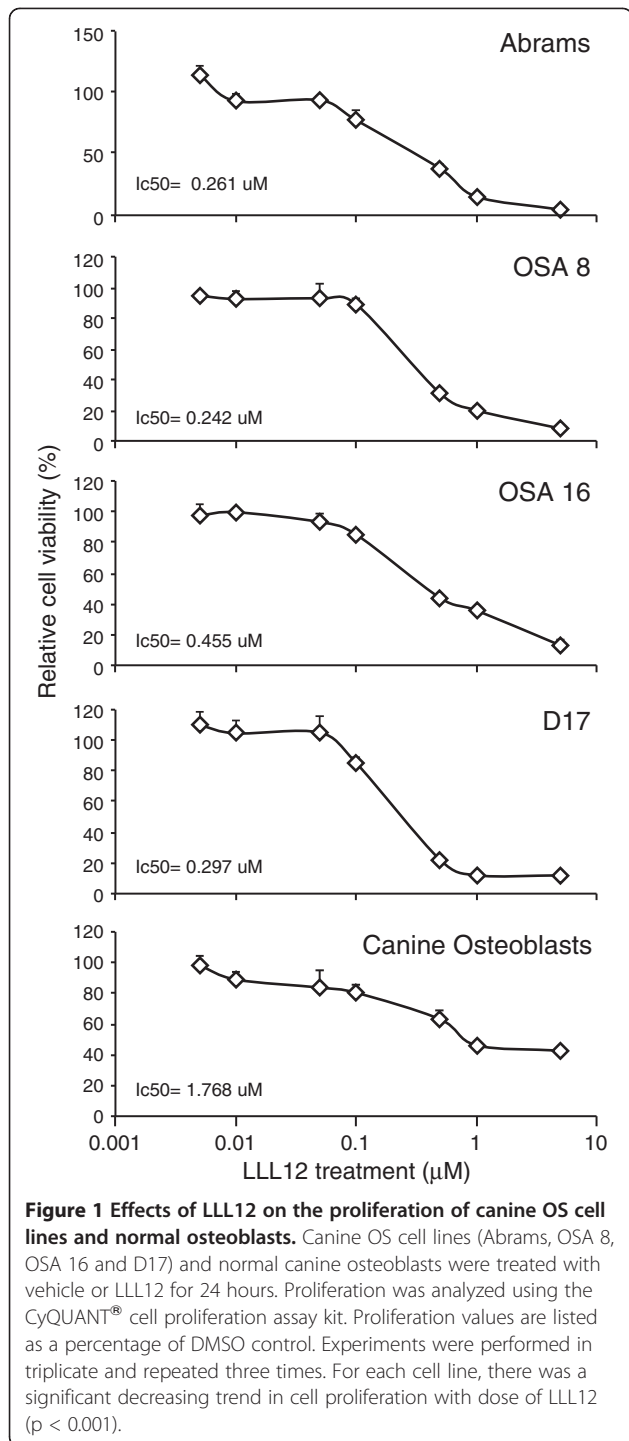 Relative cell viability (%)
Abrams
150
100
50
0
Ic50= 0.261 uM
OSA 8
120
100
80
60
40
20
0
Ic50= 0.242 uM
OSA 16
120
100
80
60
40
20
0
Ic50= 0.455 uM
D17
120
100
80
60
40
20
0
Ic50= 0.297 uM
Canine Osteoblasts
120
100
80
60
40
20
0
Ic50= 1.768 uM
0.001 0.01 0.1 1 10
LLL12 treatment (µM)
Figure 1 Effects of LLL12 on the proliferation of canine OS cell
lines and normal osteoblasts. Canine OS cell lines (Abrams, OSA 8,
OSA 16 and D17) and normal canine osteoblasts were treated with
vehicle or LLL12 for 24 hours. Proliferation was analyzed using the
CyQUANT® cell proliferation assay kit. Proliferation values are listed
as a percentage of DMSO control. Experiments were performed in
triplicate and repeated three times. For each cell line, there was a
significant decreasing trend in cell proliferation with dose of LLL12
(p < 0.001).